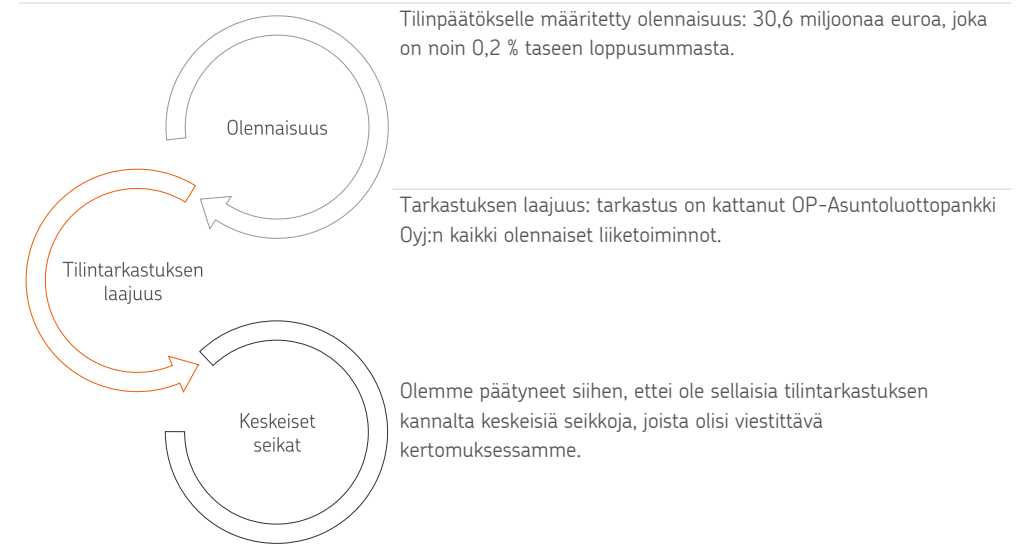 Tilinpäätökselle määritetty olennaisuus: 30,6 miljoonaa euroa, joka
on noin 0,2 % taseen loppusummasta.
Olennaisuus
Tarkastuksen laajuus: tarkastus on kattanut OP-Asuntoluottopankki
Oyj:n kaikki olennaiset liiketoiminnot.
Tilintarkastuksen
laajuus
Olemme päätyneet siihen, ettei ole sellaisia tilintarkastuksen
kannalta keskeisiä seikkoja, joista olisi viestittävä
kertomuksessamme.
Keskeiset
seikat